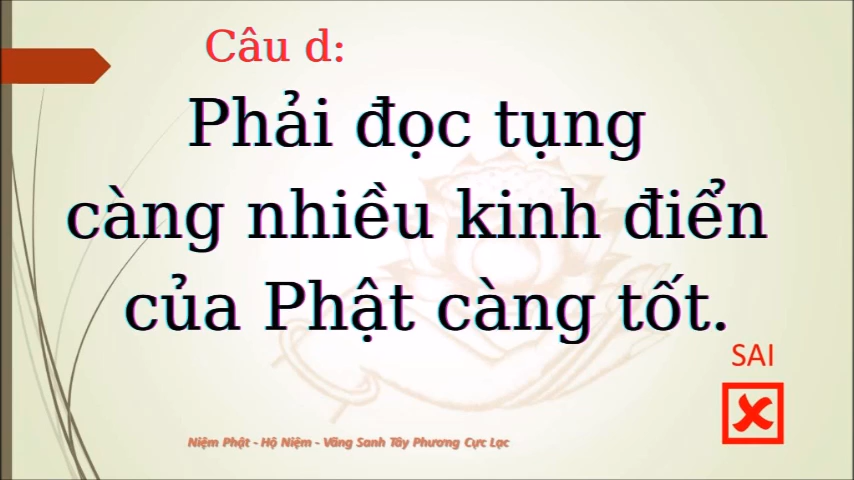 Câu d:
Phải đọc tụng
càng nhiều kinh điển
của Phật càng tốt.
SAI
Niệm Phật - Hộ Niệm - Vãng Sanh Tây Phương Cực Lạc